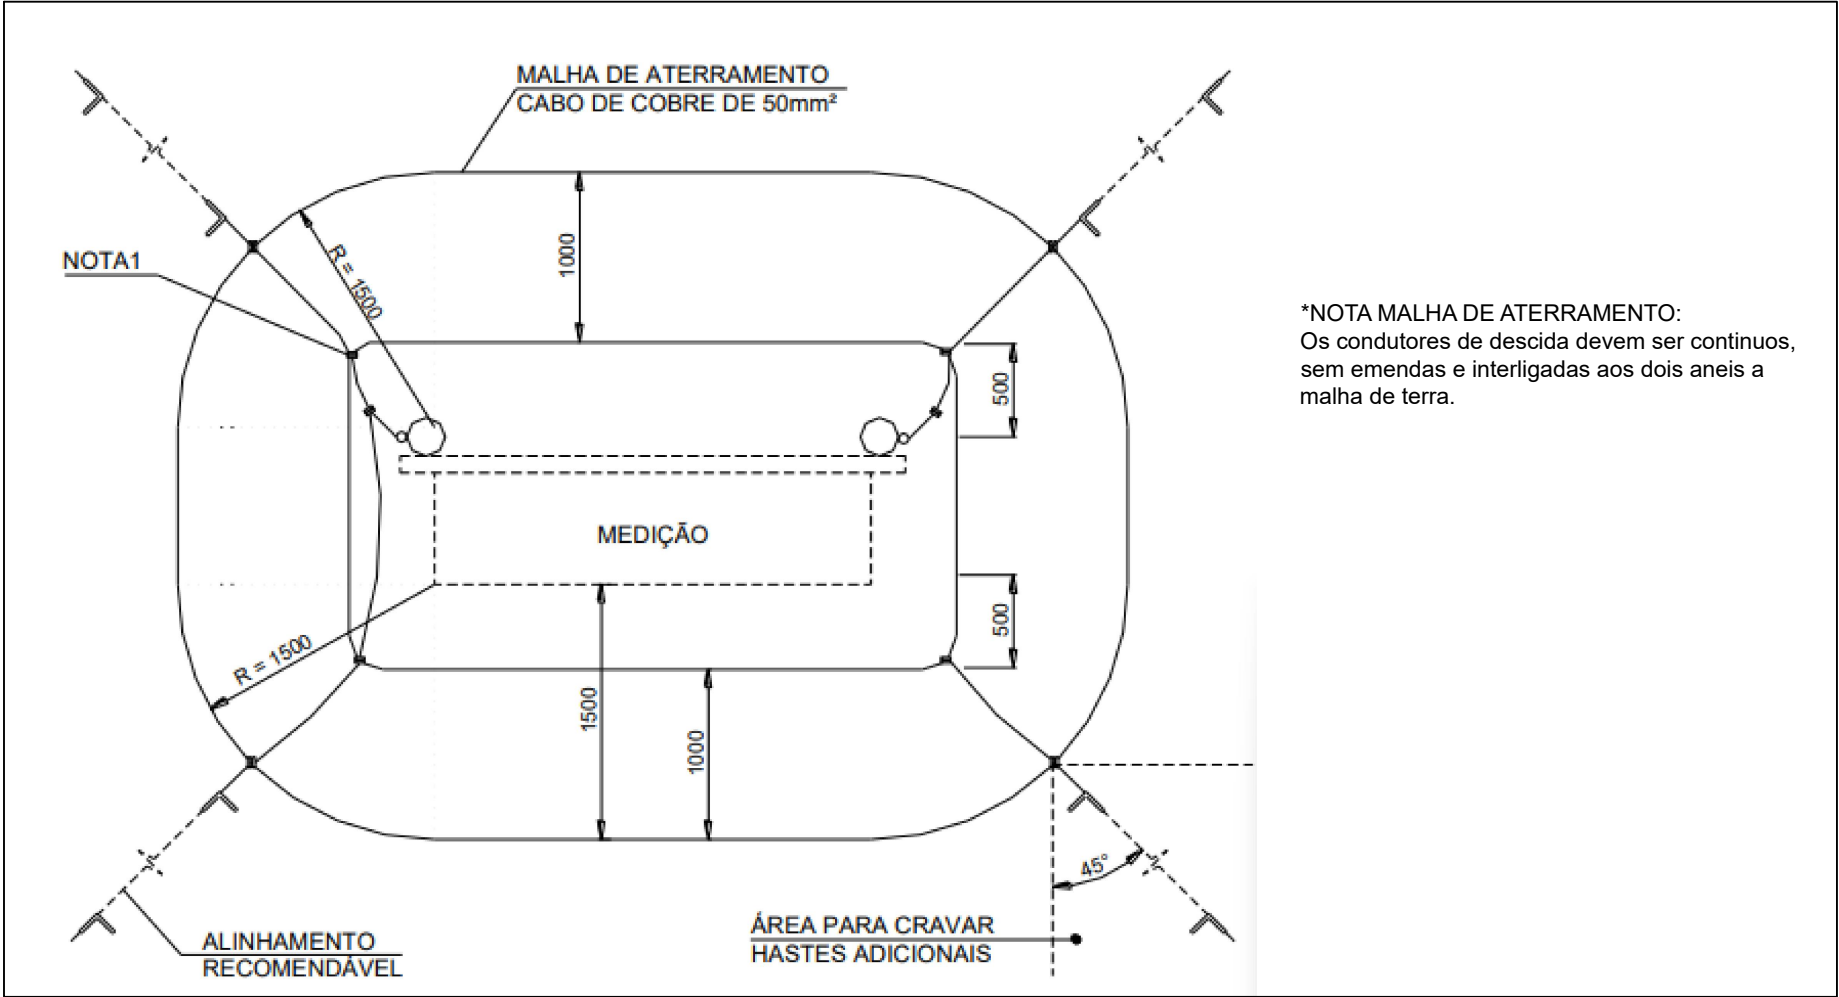 MALHA DE ATERRAMENTO
CABO DE COBRE DE 50mm²
NOTA1
R = 1500
1000
500
*NOTA MALHA DE ATERRAMENTO:
Os condutores de descida devem ser continuos,
sem emendas e interligadas aos dois aneis a
malha de terra.
MEDIÇÃO
500
R = 1500
1500
1000
45°
ALINHAMENTO
RECOMENDÁVEL
ÁREA PARA CRAVAR
HASTES ADICIONAIS